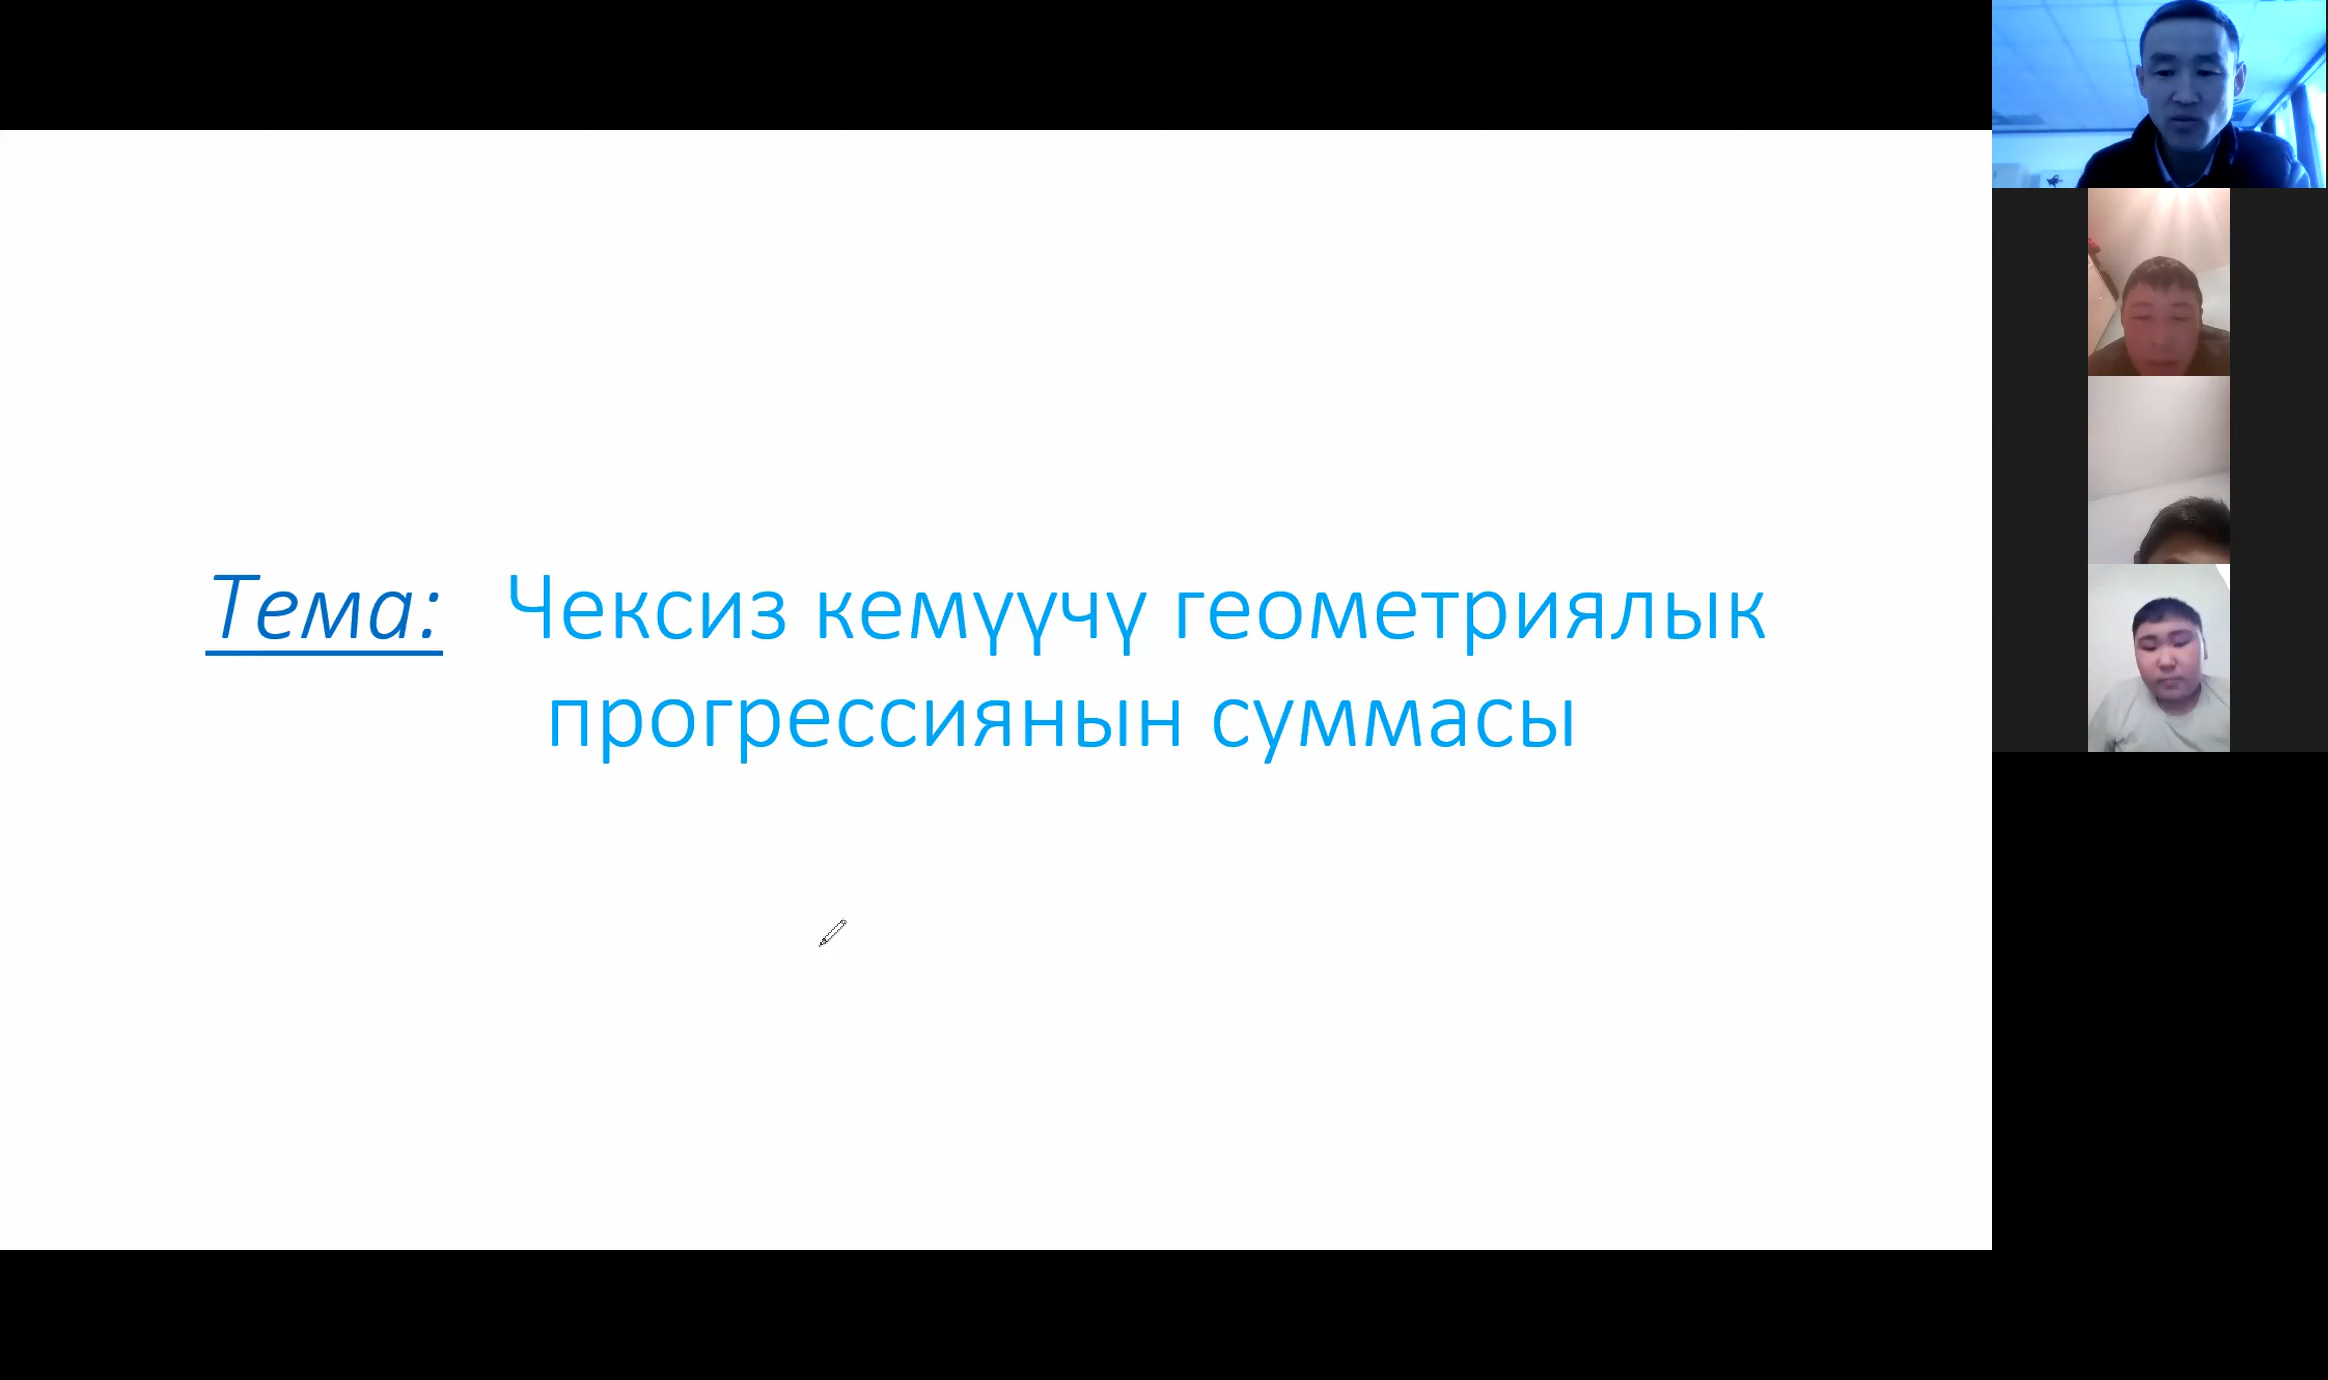 Тема: Чексиз кемүүчү геометриялык
прогрессиянын суммасы